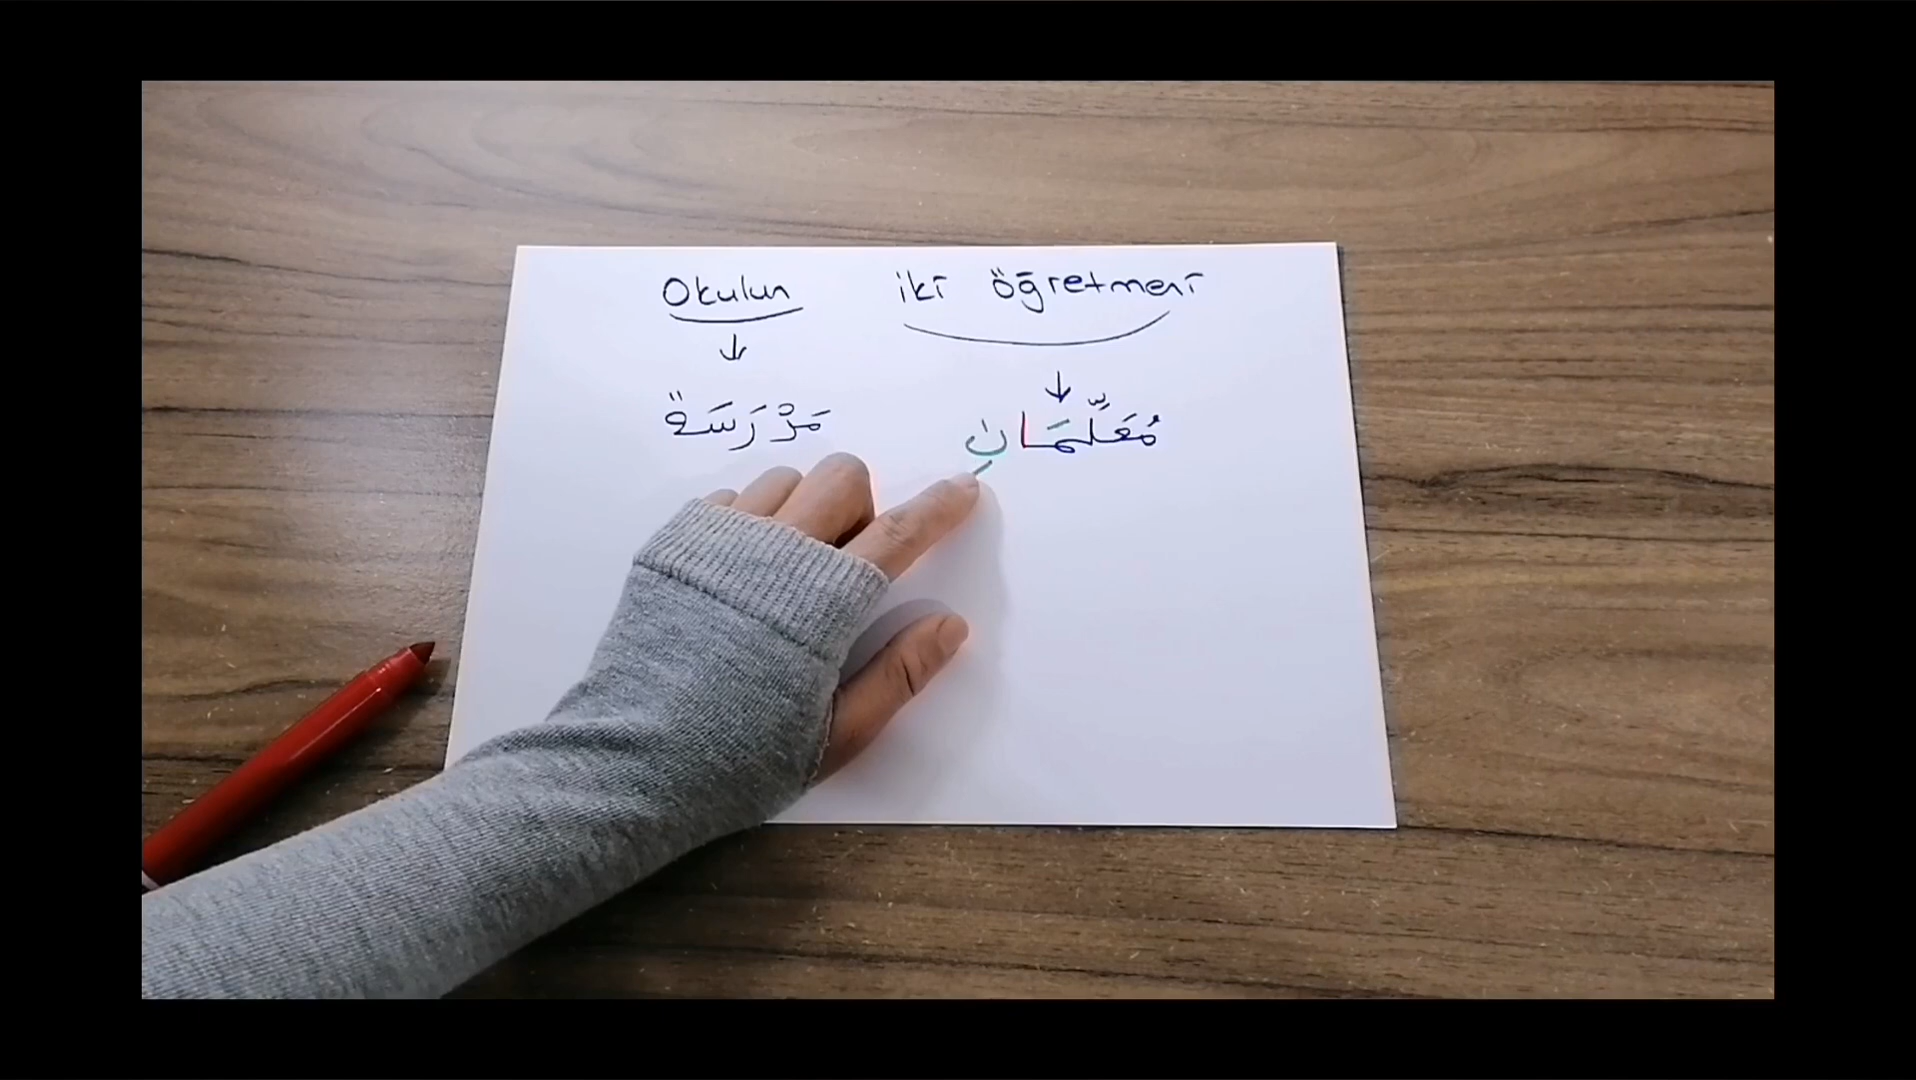 Okulun iki öğretmeni
↓ ↓
مَدْرَسَة مُعَلِّمَانِ